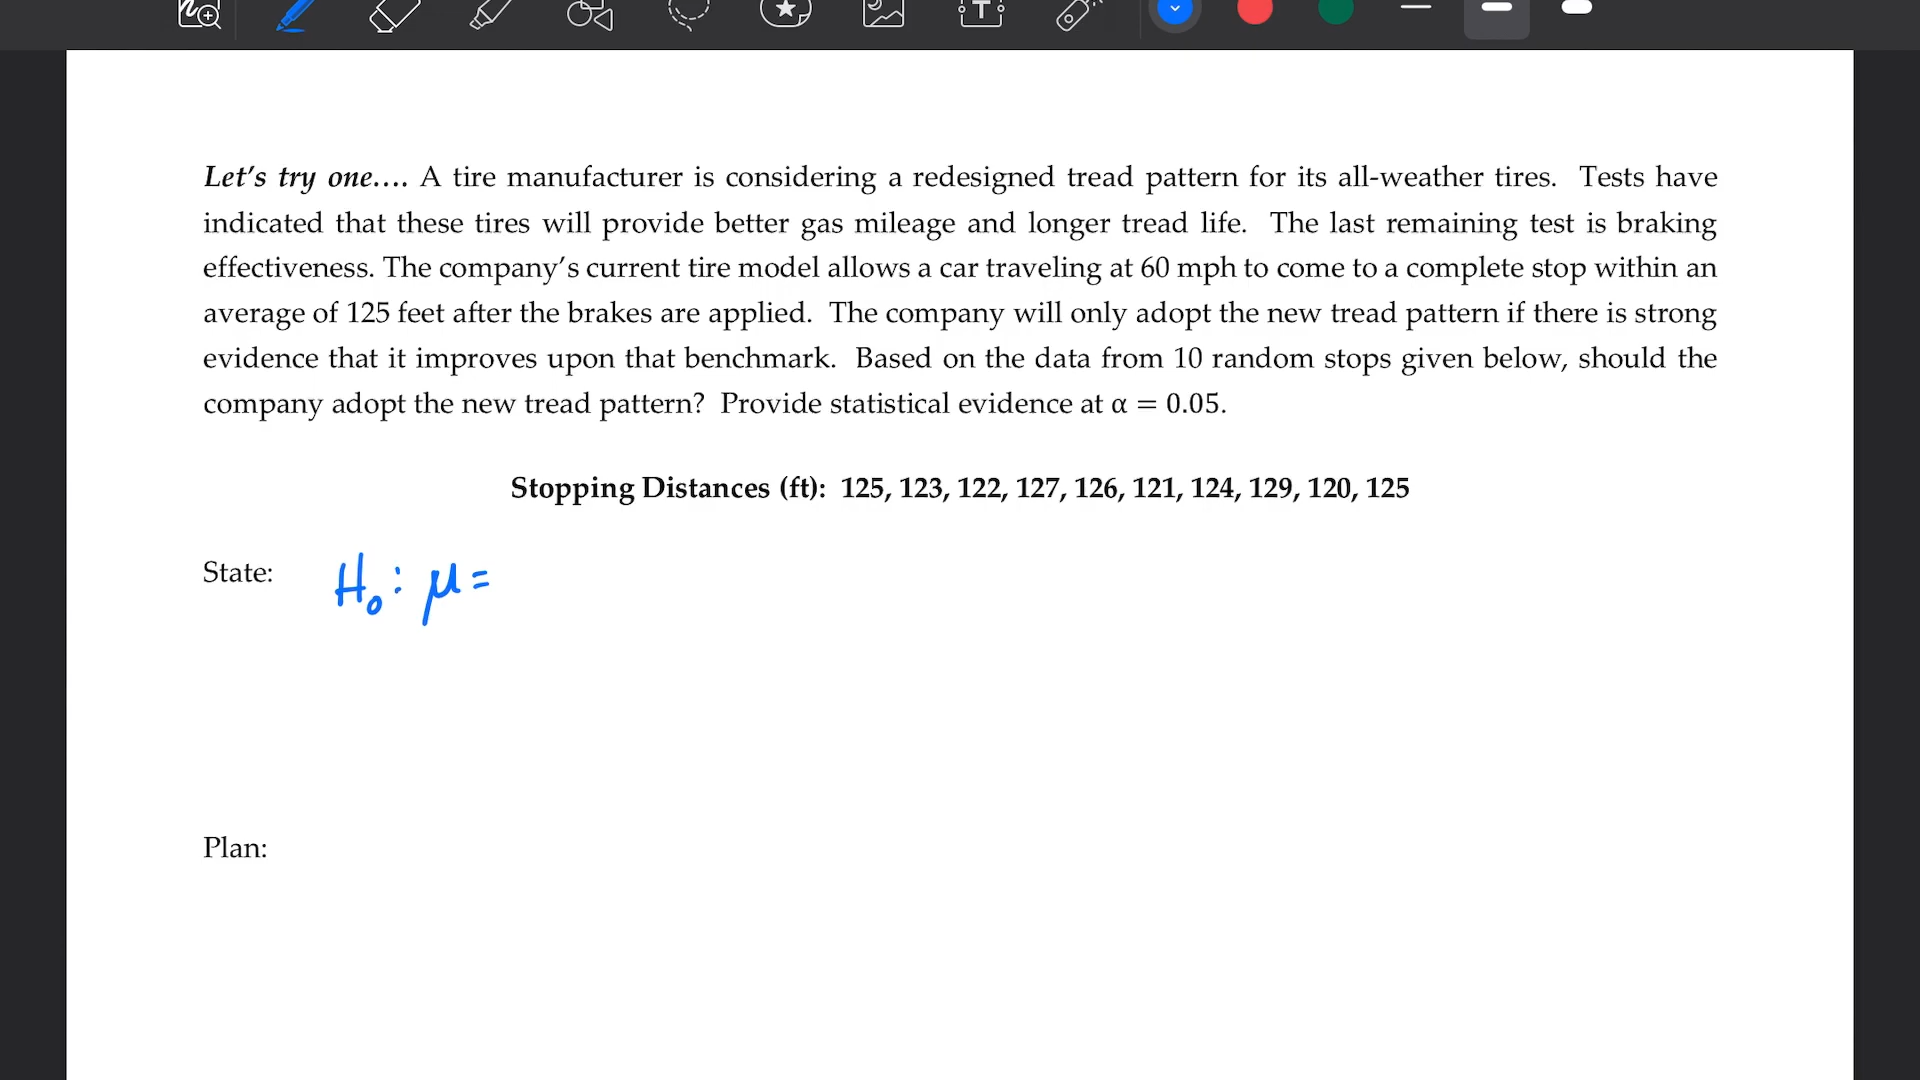 Let's try one.... A tire manufacturer is considering a redesigned tread pattern for its all-weather tires. Tests have
indicated that these tires will provide better gas mileage and longer tread life. The last remaining test is braking
effectiveness. The company's current tire model allows a car traveling at 60 mph to come to a complete stop within an
average of 125 feet after the brakes are applied. The company will only adopt the new tread pattern if there is strong
evidence that it improves upon that benchmark. Based on the data from 10 random stops given below, should the
company adopt the new tread pattern? Provide statistical evidence at α = 0.05.
Stopping Distances (ft): 125, 123, 122, 127, 126, 121, 124, 129, 120, 125
State: H₀: μ =
Plan: